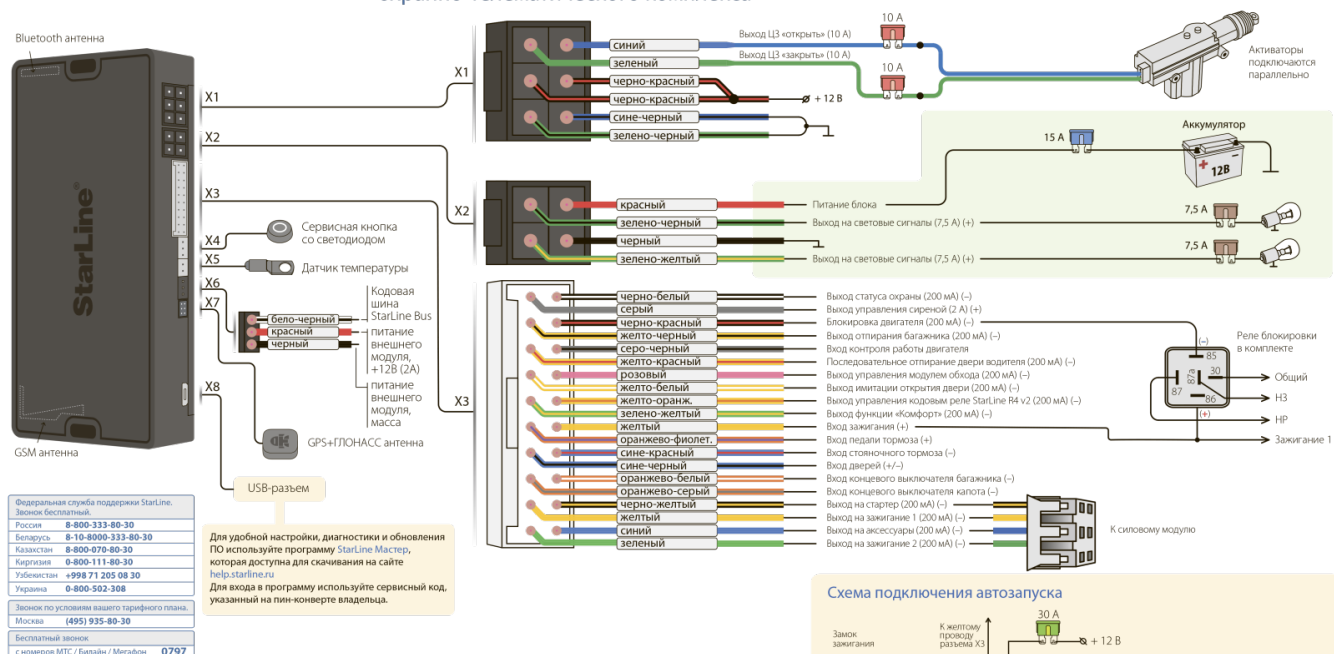 Bluetooth антенна
StarLine
GSM антенна
X1
X2
X3
X4
X5
X6
X7
X8
Сервисная кнопка
со светодиодом
Датчик температуры
бело-черный
красный
черный
Кодовая
шина
StarLine Bus
питание
внешнего
модуля,
+12В (2А)
питание
внешнего
модуля,
масса
GPS+ГЛОНАСС антенна
USB-разъем
Для удобной настройки, диагностики и обновления
ПО используйте программу StarLine Мастер,
которая доступна для скачивания на сайте
help.starline.ru
Для входа в программу используйте сервисный код,
указанный на пин-конверте владельца.
Федеральная служба поддержки StarLine.
Звонок бесплатный.
Россия 8-800-333-80-30
Беларусь 8-10-8000-333-80-30
Казахстан 8-800-070-80-30
Киргизия 0-800-111-80-30
Узбекистан +998 71 205 08 30
Украина 0-800-502-308
Звонок по условиям вашего тарифного плана.
Москва (495) 935-80-30
Бесплатный звонок
с номеров МТС / Билайн / Мегафон 0797
X1
синий
зеленый
черно-красный
черно-красный
сине-черный
зелено-черный
Выход ЦЗ «открыть» (10 А)
Выход ЦЗ «закрыть» (10 А)
+ 12 В
10 А
10 А
Активаторы
подключаются
параллельно
X2
красный
зелено-черный
черный
зелено-желтый
Питание блока
Выход на световые сигналы (7,5 А) (+)
Выход на световые сигналы (7,5 А) (+)
15 А
Аккумулятор
12В
7,5 А
7,5 А
X3
черно-белый Выход статуса охраны (200 мА) (–)
серый Выход управления сиреной (2 А) (+)
черно-красный Блокировка двигателя (200 мА) (–)
желто-черный Выход отпирания багажника (200 мА) (–)
серо-черный Вход контроля работы двигателя
желто-красный Последовательное отпирание двери водителя (200 мА) (–)
розовый Выход управления модулем обхода (200 мА) (–)
желто-белый Выход имитации открытия двери (200 мА) (–)
желто-оранж. Выход управления кодовым реле StarLine R4 v2 (200 мА) (–)
зелено-желтый Выход функции «Комфорт» (200 мА) (–)
желтый Вход зажигания (+)
оранжево-фиолет. Вход педали тормоза (+)
сине-красный Вход стояночного тормоза (–)
сине-черный Вход дверей (+/–)
оранжево-белый Вход концевого выключателя багажника (–)
оранжево-серый Вход концевого выключателя капота (–)
черно-желтый Выход на стартер (200 мА) (–)
желтый Выход на зажигание 1 (200 мА) (–)
синий Выход на аксессуары (200 мА) (–)
зеленый Выход на зажигание 2 (200 мА) (–)
К силовому модулю
Реле блокировки
в комплекте
(–)
85
30
87а
87
86
(+)
Общий
НЗ
НР
Зажигание 1
Схема подключения автозапуска
Замок
зажигания
К желтому
проводу
разъема X3
30 А
+ 12 В